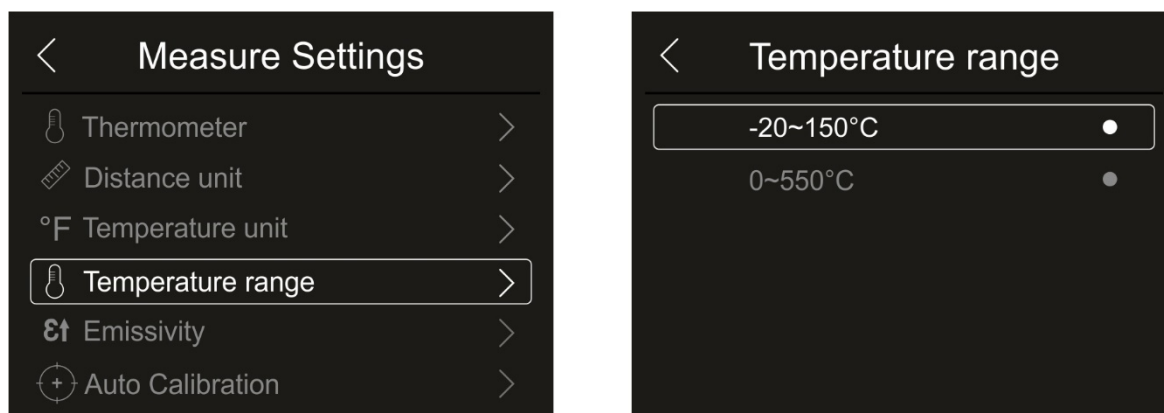 Measure Settings
Thermometer
Distance unit
°F Temperature unit
Temperature range
Ɛ↑ Emissivity
Auto Calibration
Temperature range
-20~150°C
0~550°C